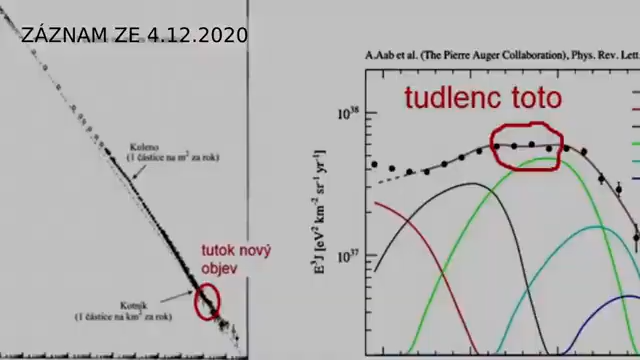 ZÁZNAM ZE 4.12.2020
A.Aab et al. (The Pierre Auger Collaboration), Phys. Rev. Lett.
tudlenc toto
10³⁸
Koleno
(1 částice na m² za rok)
E³J [eV² km⁻² sr⁻¹ yr⁻¹]
tutok nový
objev
10³⁷
Kotník
(1 částice na km² za rok)